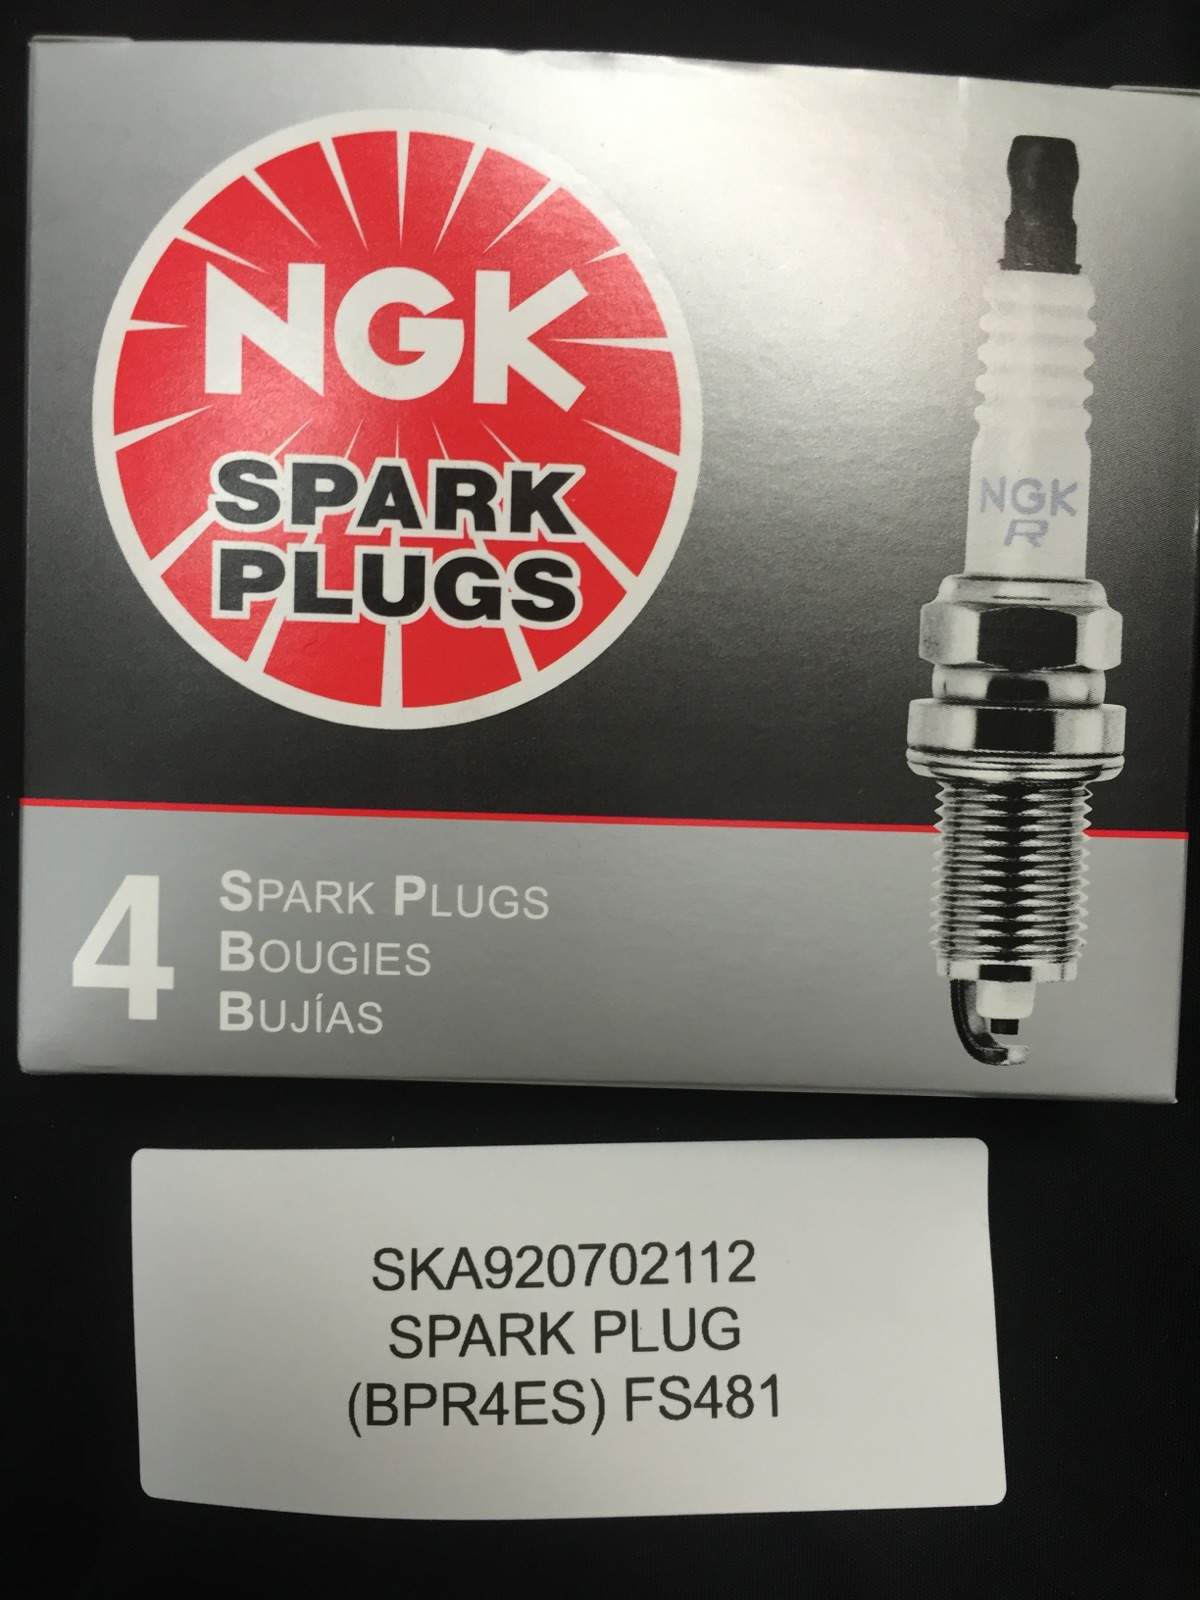 NGK
SPARK
PLUGS
NGK
R
4
SPARK PLUGS
BOUGIES
BUJÍAS
SKA920702112
SPARK PLUG
(BPR4ES) FS481